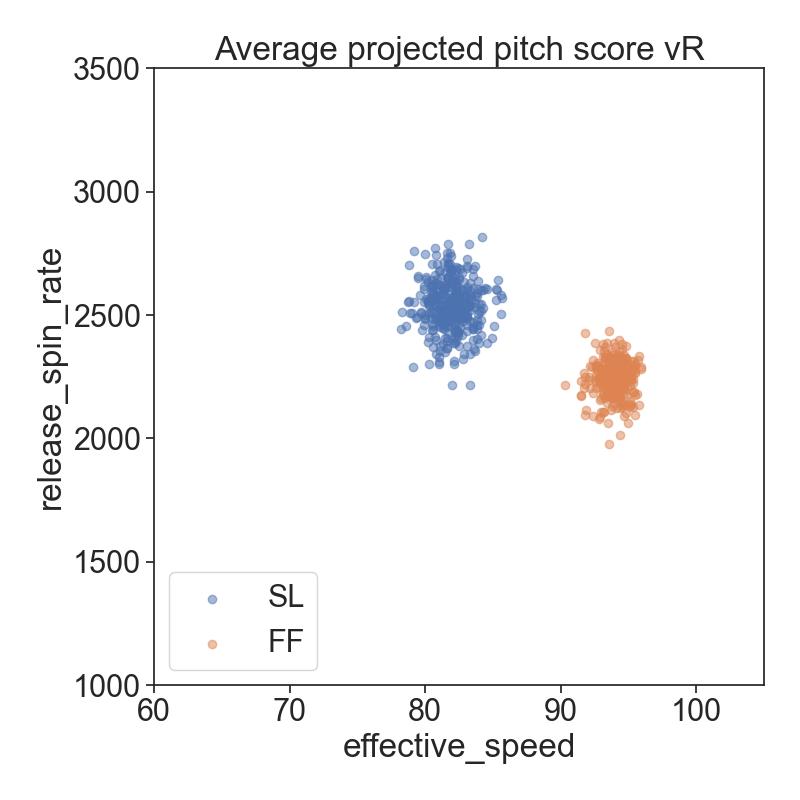 Average projected pitch score vR
3500
3000
2500
2000
1500
1000
release_spin_rate
SL
FF
60 70 80 90 100
effective_speed